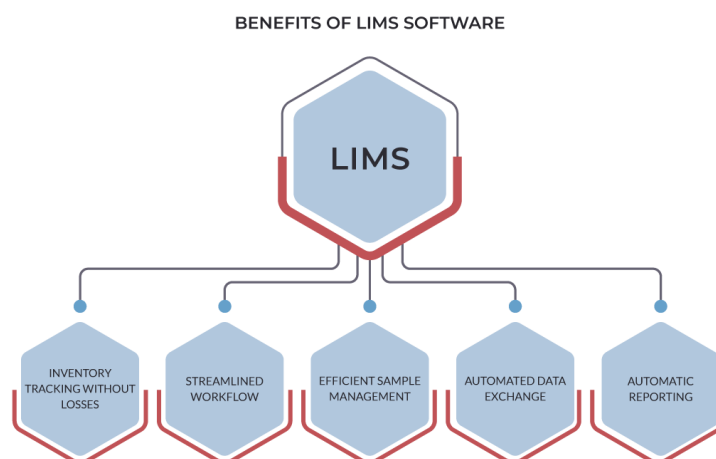 BENEFITS OF LIMS SOFTWARE
LIMS
INVENTORY
TRACKING WITHOUT
LOSSES
STREAMLINED
WORKFLOW
EFFICIENT SAMPLE
MANAGEMENT
AUTOMATED DATA
EXCHANGE
AUTOMATIC
REPORTING